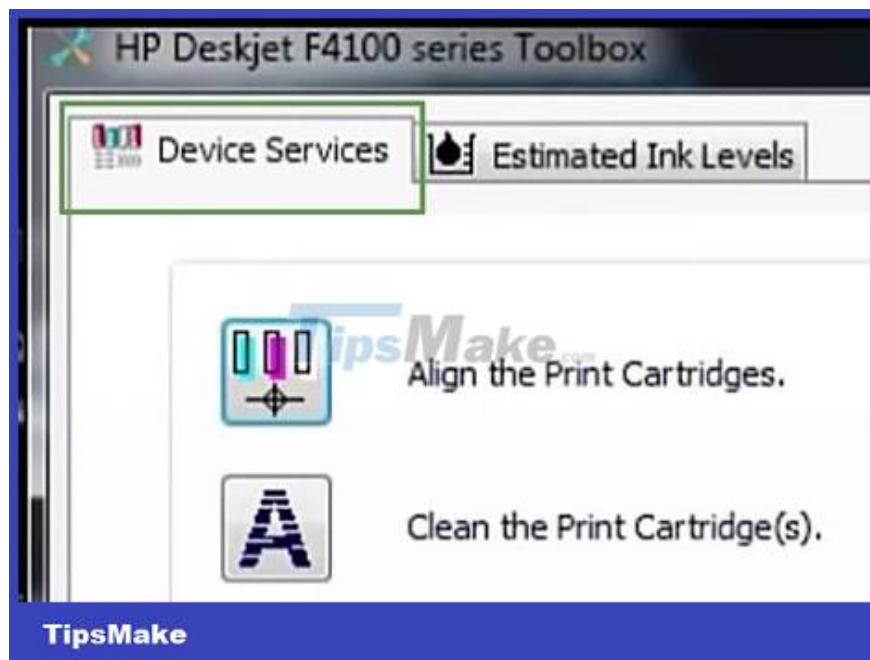 HP Deskjet F4100 series Toolbox
Device Services
Estimated Ink Levels
TipsMake.com
Align the Print Cartridges.
Clean the Print Cartridge(s).
TipsMake